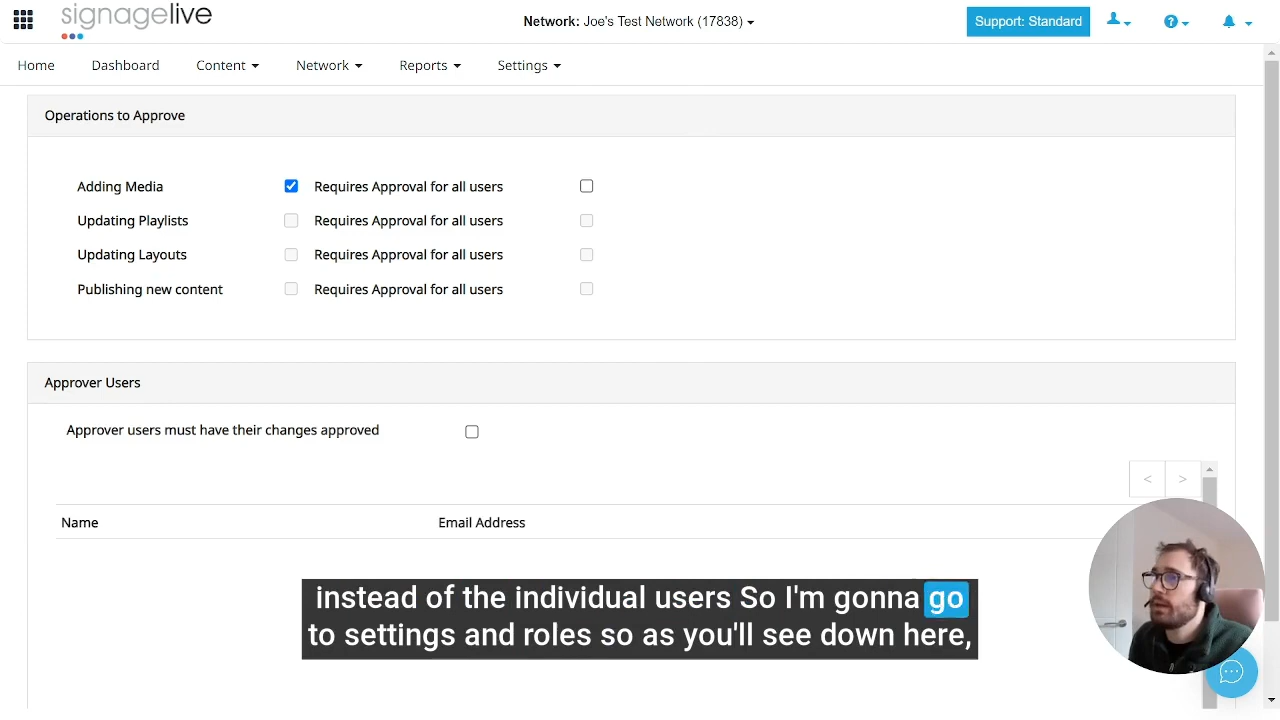 signagelive
Network: Joe's Test Network (17838)
Support: Standard
Home Dashboard Content Network Reports Settings
Operations to Approve
Adding Media Requires Approval for all users
Updating Playlists Requires Approval for all users
Updating Layouts Requires Approval for all users
Publishing new content Requires Approval for all users
Approver Users
Approver users must have their changes approved
< >
Name Email Address
instead of the individual users So I'm gonna go
to settings and roles so as you'll see down here,